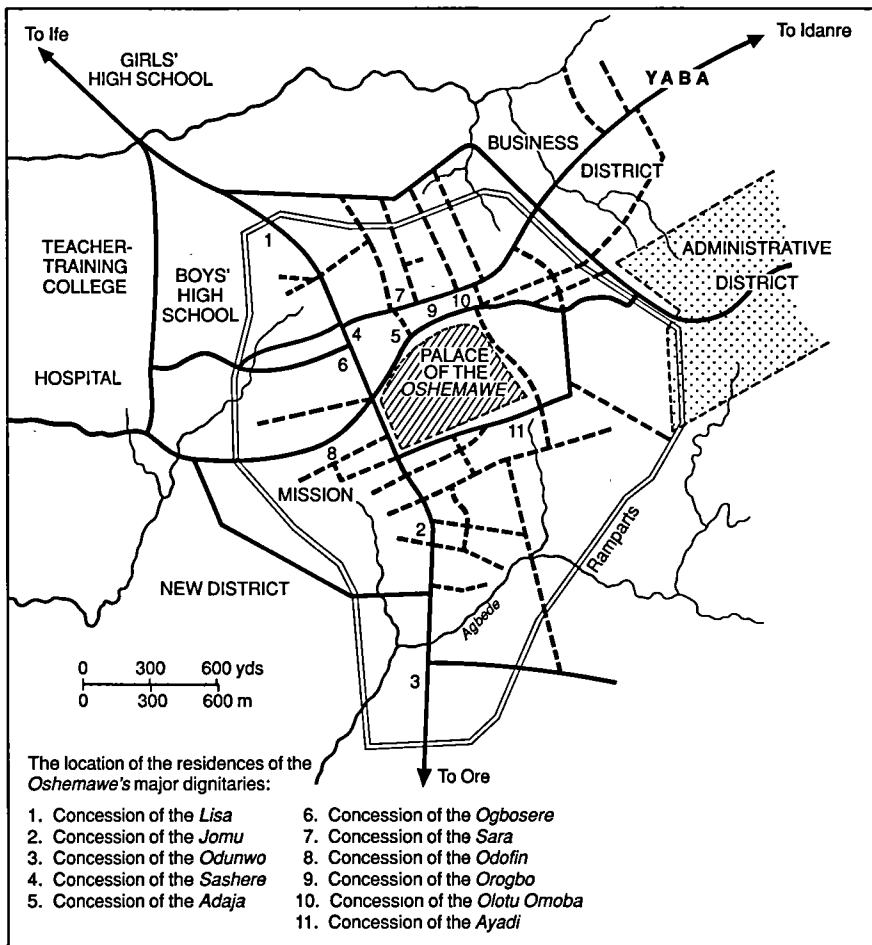 To Ife
To Idanre
GIRLS'
HIGH SCHOOL
YABA
BUSINESS
DISTRICT
1
TEACHER-
TRAINING
COLLEGE
ADMINISTRATIVE
DISTRICT
BOYS'
HIGH
SCHOOL
7
10
9
4
5
6
PALACE
OF THE
OSHEMAWE
HOSPITAL
11
8
MISSION
2
Ramparts
NEW DISTRICT
Agbede
0 300 600 yds
0 300 600 m
3
To Ore
The location of the residences of the
Oshemawe's major dignitaries:
1. Concession of the Lisa
2. Concession of the Jomu
3. Concession of the Odunwo
4. Concession of the Sashere
5. Concession of the Adaja
6. Concession of the Ogbosere
7. Concession of the Sara
8. Concession of the Odofin
9. Concession of the Orogbo
10. Concession of the Olotu Omoba
11. Concession of the Ayadi